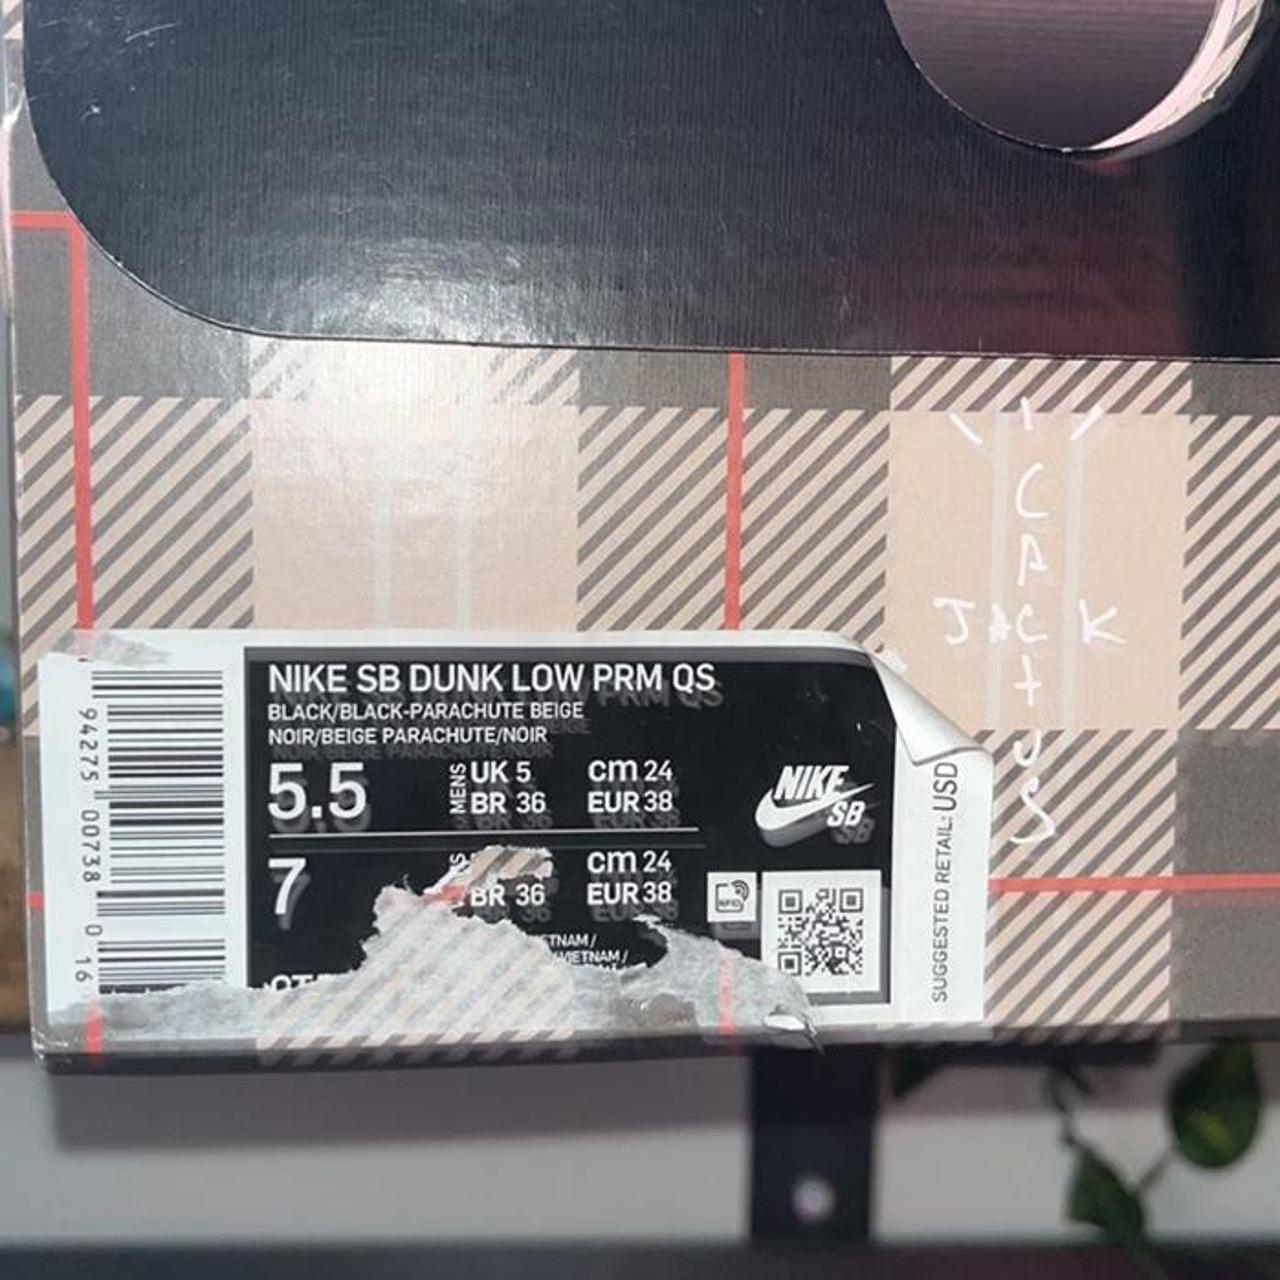 NIKE SB DUNK LOW PRM QS
BLACK/BLACK-PARACHUTE BEIGE
NOIR/BEIGE PARACHUTE/NOIR
5.5 MENS UK 5 cm 24
BR 36 EUR 38
7 cm 24
BR 36 EUR 38
NIKE
SB
RFID
SUGGESTED RETAIL: USD
94275 00738 0 16
CACTUS
JACK